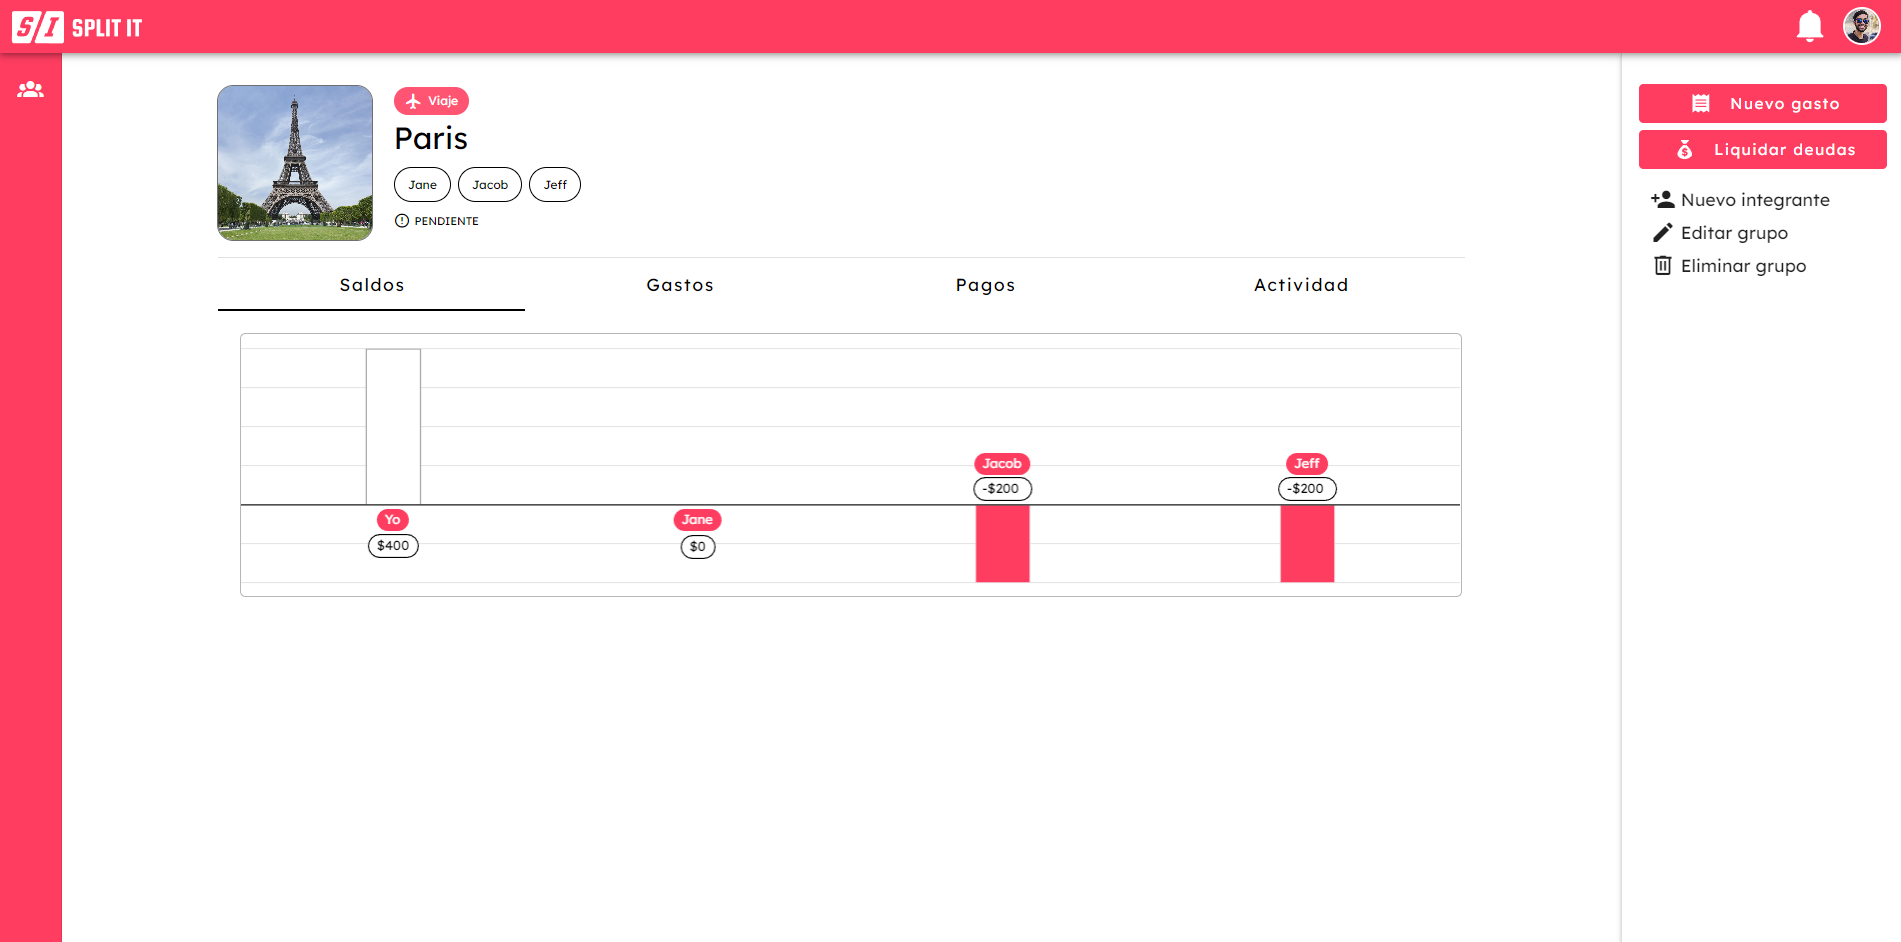 S/I SPLIT IT
Viaje
Paris
Jane Jacob Jeff
PENDIENTE
Saldos Gastos Pagos Actividad
Jacob Jeff
-$200 -$200
Yo Jane
$400 $0
Nuevo gasto
Liquidar deudas
Nuevo integrante
Editar grupo
Eliminar grupo